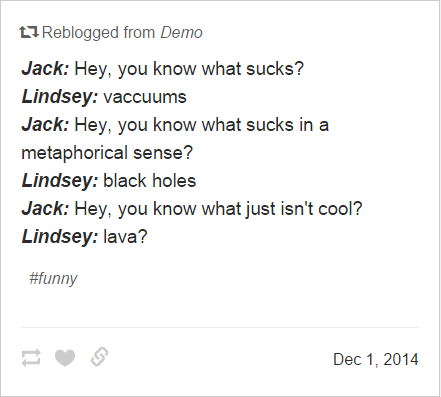 Reblogged from Demo
Jack: Hey, you know what sucks?
Lindsey: vaccuums
Jack: Hey, you know what sucks in a
metaphorical sense?
Lindsey: black holes
Jack: Hey, you know what just isn't cool?
Lindsey: lava?
#funny
Dec 1, 2014